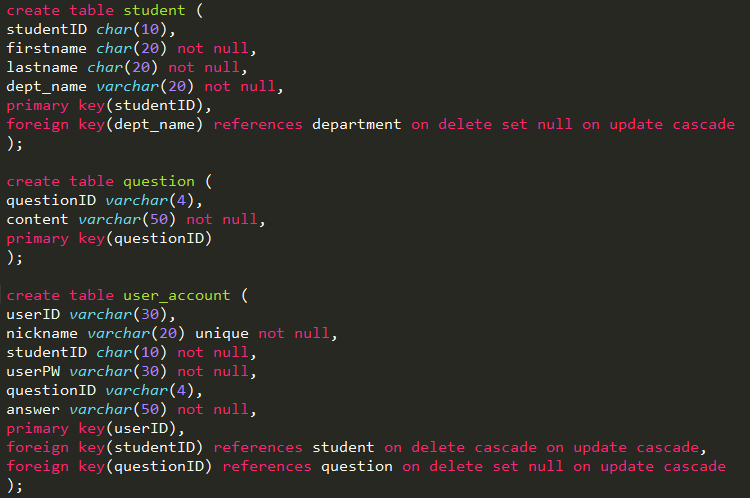 create table student (
studentID char(10),
firstname char(20) not null,
lastname char(20) not null,
dept_name varchar(20) not null,
primary key(studentID),
foreign key(dept_name) references department on delete set null on update cascade
);
create table question (
questionID varchar(4),
content varchar(50) not null,
primary key(questionID)
);
create table user_account (
userID varchar(30),
nickname varchar(20) unique not null,
studentID char(10) not null,
userPW varchar(30) not null,
questionID varchar(4),
answer varchar(50) not null,
primary key(userID),
foreign key(studentID) references student on delete cascade on update cascade,
foreign key(questionID) references question on delete set null on update cascade
);